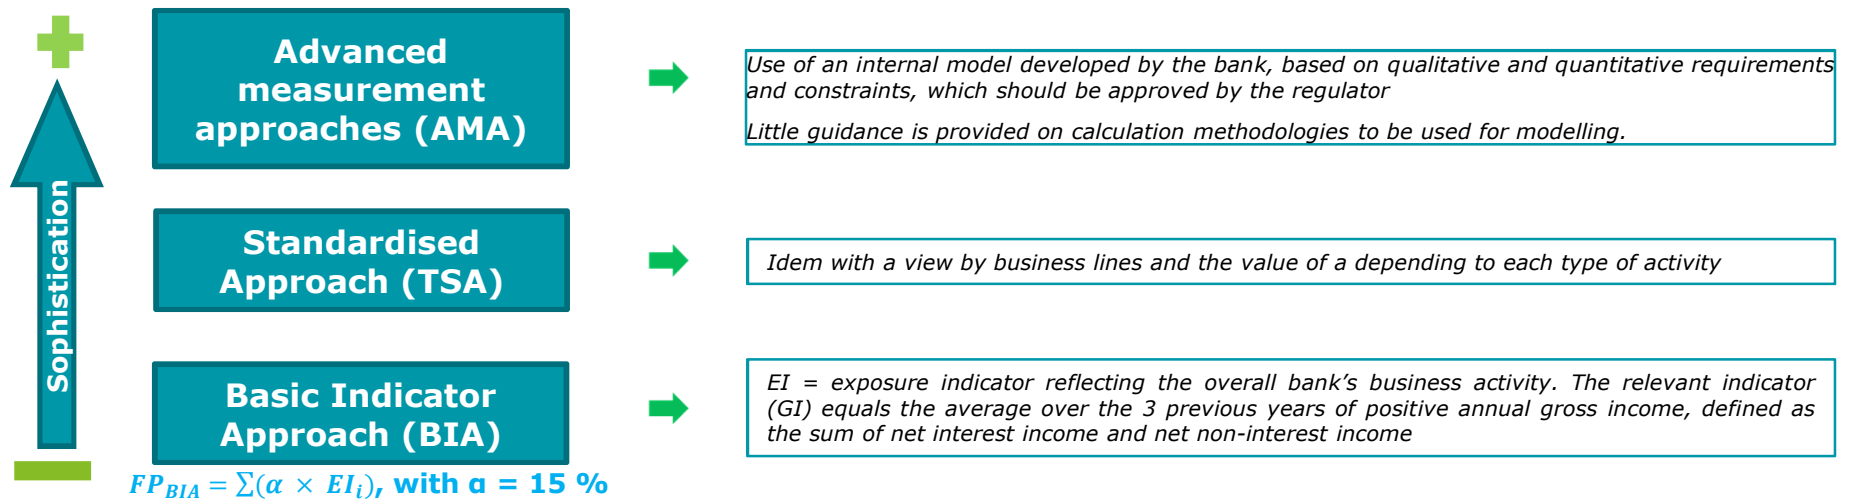 Advanced
measurement
approaches (AMA)
Use of an internal model developed by the bank, based on qualitative and quantitative requirements
and constraints, which should be approved by the regulator
Little guidance is provided on calculation methodologies to be used for modelling.
Sophistication
Standardised
Approach (TSA)
Idem with a view by business lines and the value of a depending to each type of activity
Basic Indicator
Approach (BIA)
EI = exposure indicator reflecting the overall bank's business activity. The relevant indicator
(GI) equals the average over the 3 previous years of positive annual gross income, defined as
the sum of net interest income and net non-interest income
FP_BIA = ∑(α × EI_i), with α = 15 %